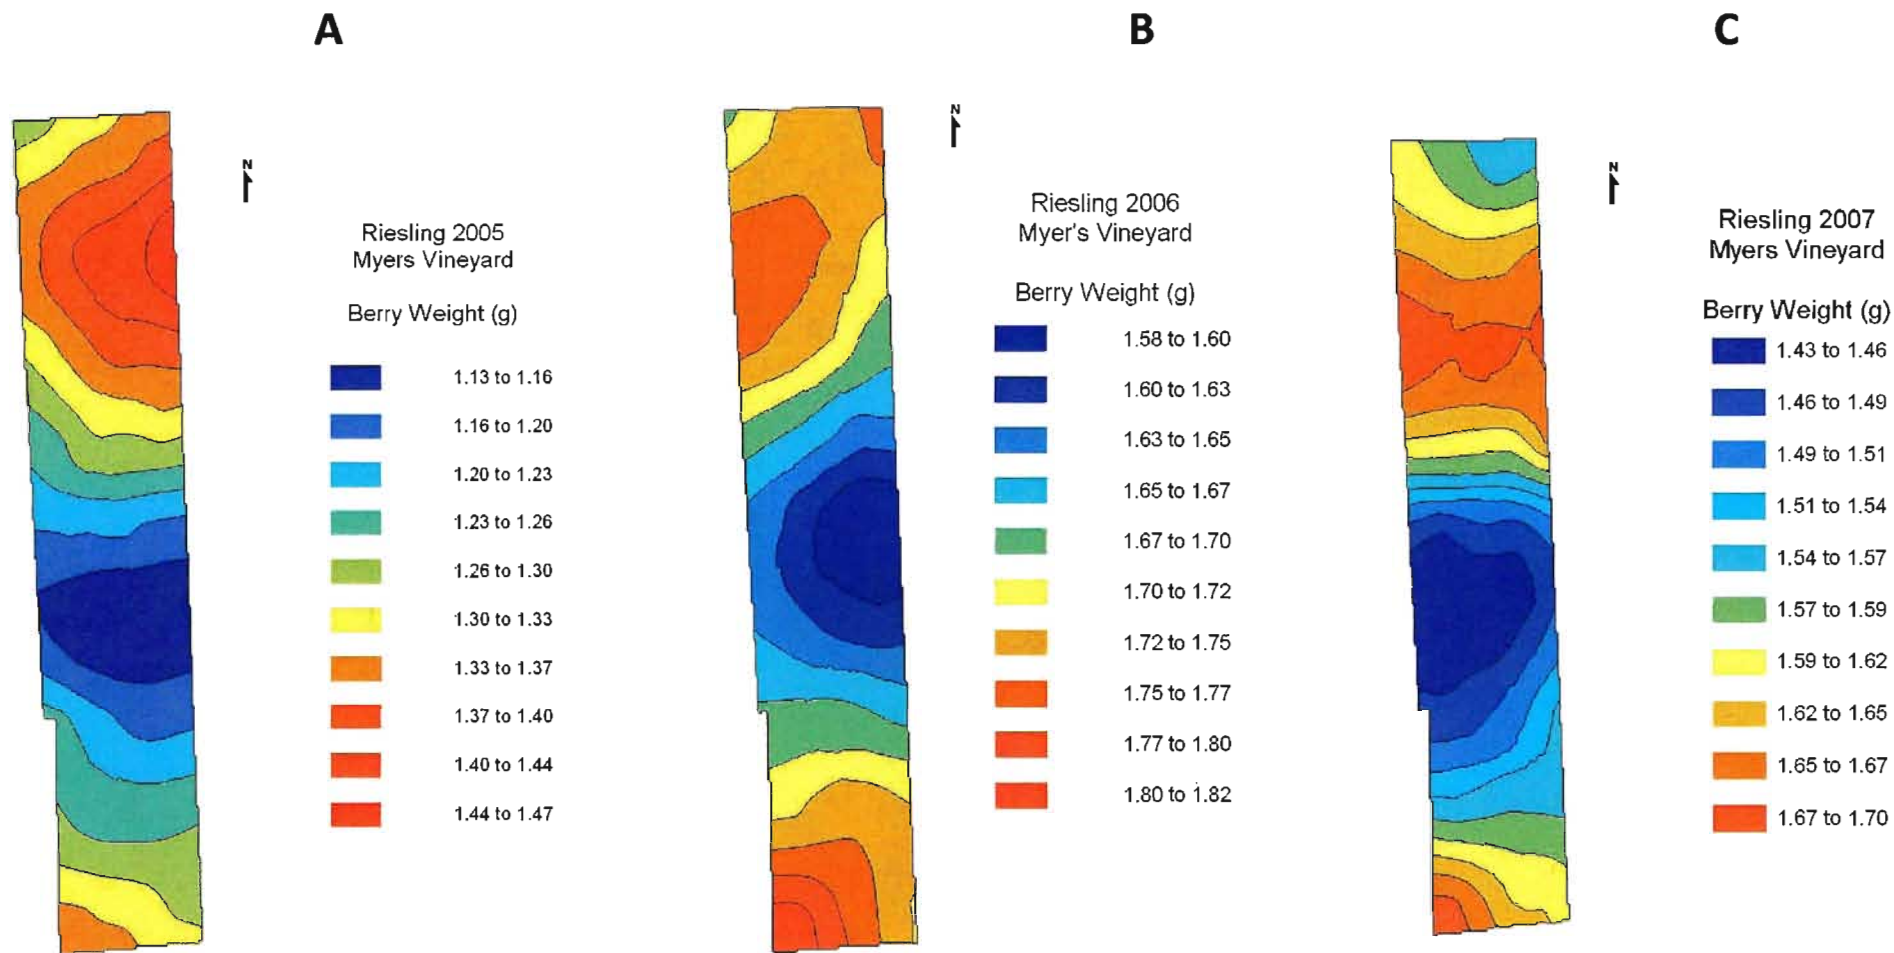 A
B
C
N
Riesling 2005
Myers Vineyard
Berry Weight (g)
1.13 to 1.16
1.16 to 1.20
1.20 to 1.23
1.23 to 1.26
1.26 to 1.30
1.30 to 1.33
1.33 to 1.37
1.37 to 1.40
1.40 to 1.44
1.44 to 1.47
N
Riesling 2006
Myer's Vineyard
Berry Weight (g)
1.58 to 1.60
1.60 to 1.63
1.63 to 1.65
1.65 to 1.67
1.67 to 1.70
1.70 to 1.72
1.72 to 1.75
1.75 to 1.77
1.77 to 1.80
1.80 to 1.82
N
Riesling 2007
Myers Vineyard
Berry Weight (g)
1.43 to 1.46
1.46 to 1.49
1.49 to 1.51
1.51 to 1.54
1.54 to 1.57
1.57 to 1.59
1.59 to 1.62
1.62 to 1.65
1.65 to 1.67
1.67 to 1.70